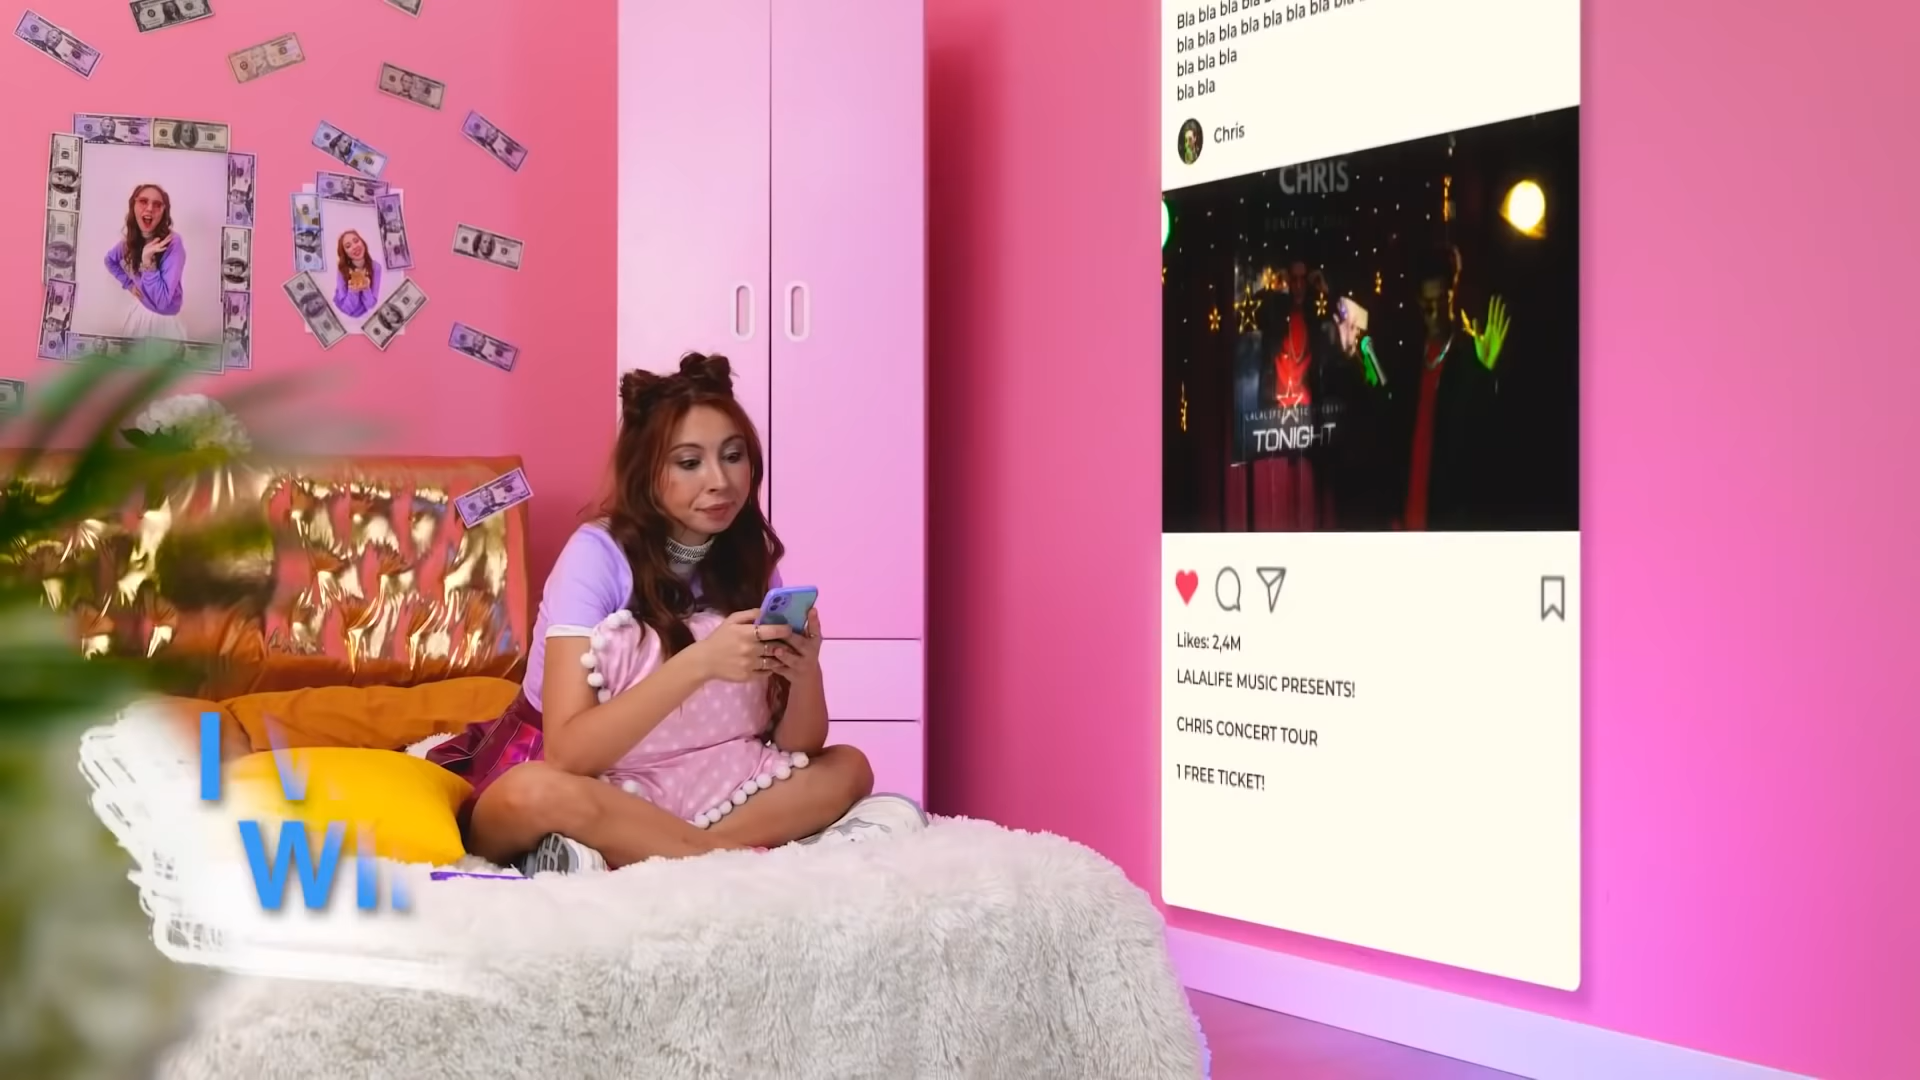 bla bla bla
bla bla
Chris
CHRIS
TONIGHT
Likes: 2,4M
LALALIFE MUSIC PRESENTS!
CHRIS CONCERT TOUR
1 FREE TICKET!
I